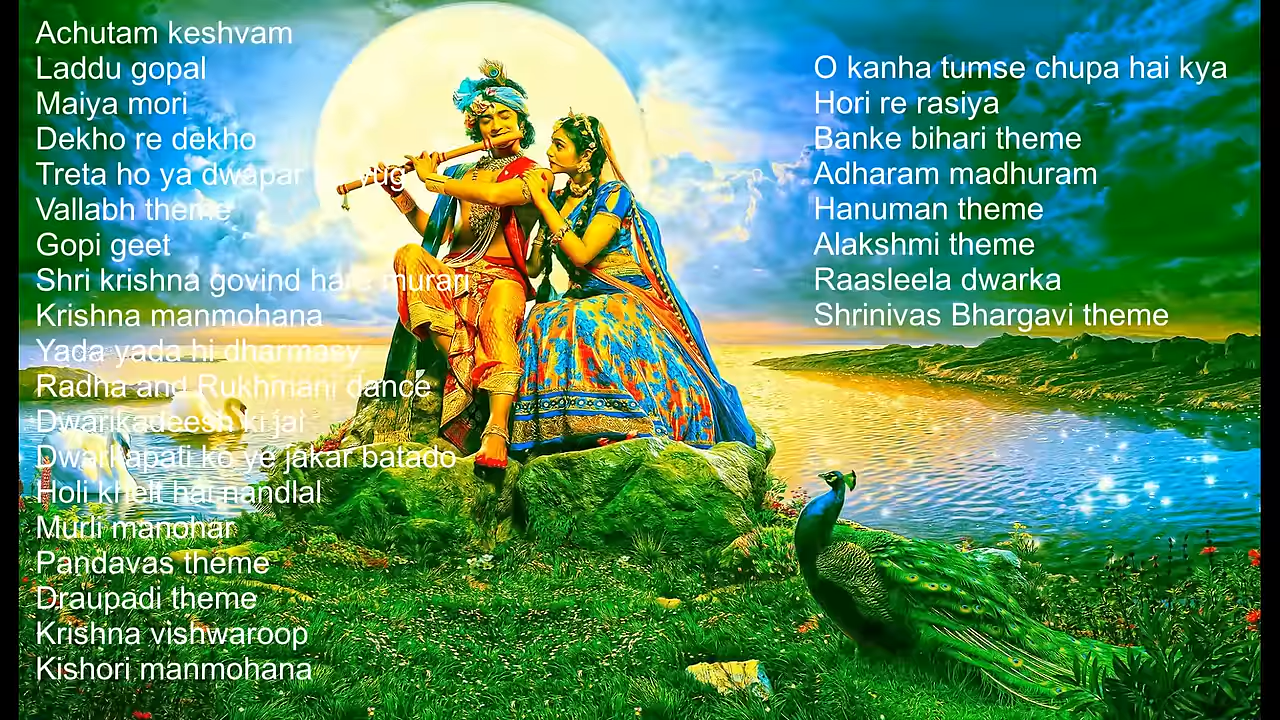 Achutam keshvam
Laddu gopal
Maiya mori
Dekho re dekho
Treta ho ya dwapar yug
Vallabh theme
Gopi geet
Shri krishna govind hare murari
Krishna manmohana
Yada yada hi dharmasy
Radha and Rukhmani dance
Dwarikadeesh ki jai
Dwarkapati ko ye jakar batado
Holi khelt hai nandlal
Murli manohar
Pandavas theme
Draupadi theme
Krishna vishwaroop
Kishori manmohana
O kanha tumse chupa hai kya
Hori re rasiya
Banke bihari theme
Adharam madhuram
Hanuman theme
Alakshmi theme
Raasleela dwarka
Shrinivas Bhargavi theme